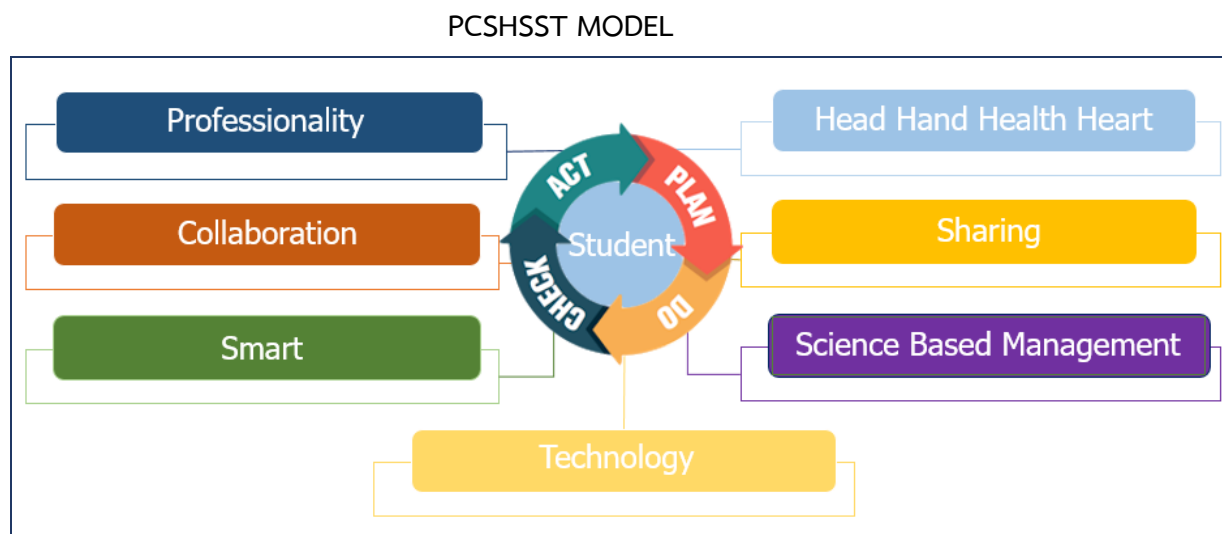 PCSHSST MODEL
Professionality
Head Hand Health Heart
ACT
PLAN
Collaboration
Student
Sharing
CHECK
DO
Smart
Science Based Management
Technology